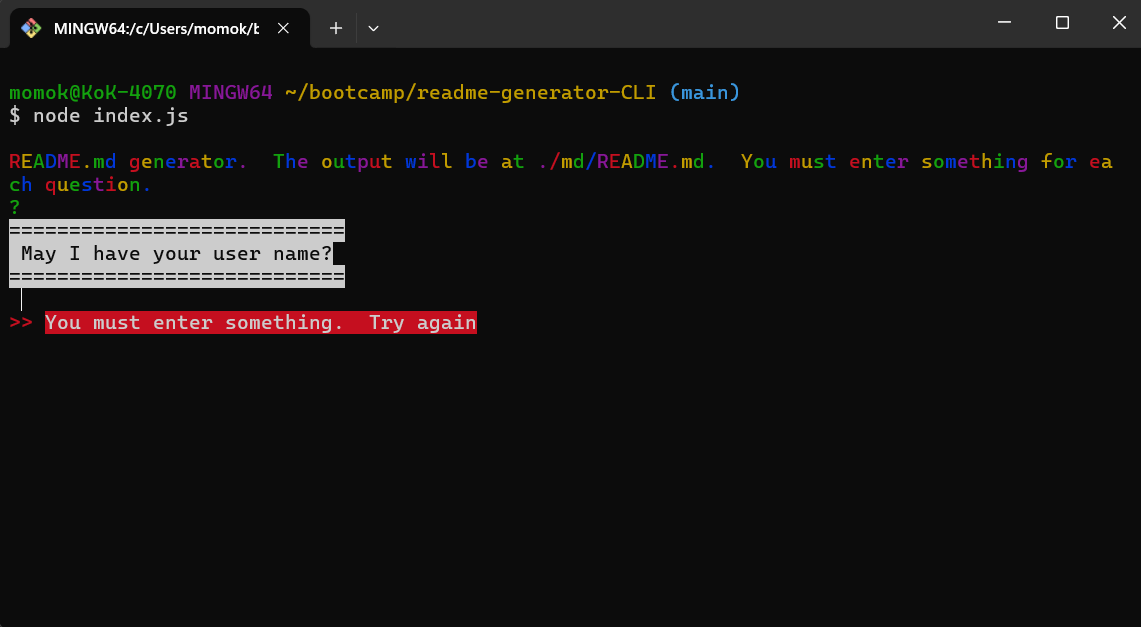 MINGW64:/c/Users/momok/b
momok@KoK-4070 MINGW64 ~/bootcamp/readme-generator-CLI (main)
$ node index.js
README.md generator.  The output will be at ./md/README.md.  You must enter something for ea
ch question.
?
============================
 May I have your user name?
============================
>> You must enter something.  Try again